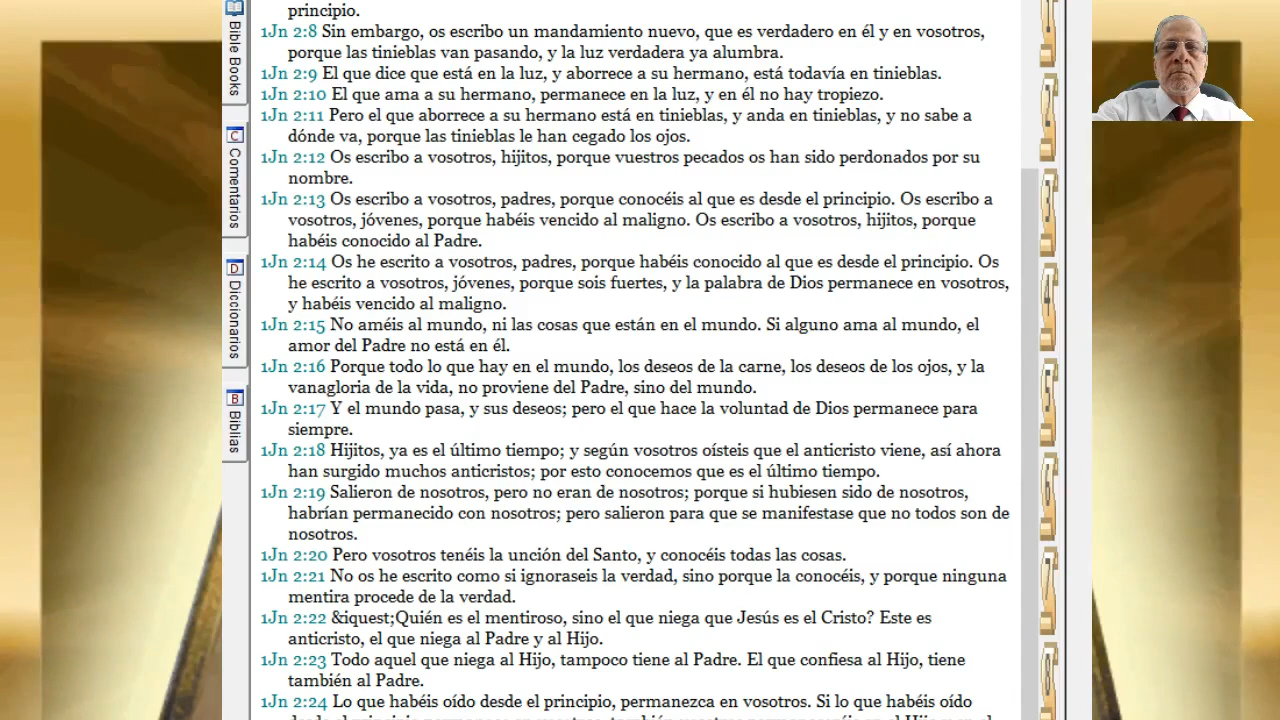 principio.
1Jn 2:8 Sin embargo, os escribo un mandamiento nuevo, que es verdadero en él y en vosotros,
porque las tinieblas van pasando, y la luz verdadera ya alumbra.
1Jn 2:9 El que dice que está en la luz, y aborrece a su hermano, está todavía en tinieblas.
1Jn 2:10 El que ama a su hermano, permanece en la luz, y en él no hay tropiezo.
1Jn 2:11 Pero el que aborrece a su hermano está en tinieblas, y anda en tinieblas, y no sabe a
dónde va, porque las tinieblas le han cegado los ojos.
1Jn 2:12 Os escribo a vosotros, hijitos, porque vuestros pecados os han sido perdonados por su
nombre.
1Jn 2:13 Os escribo a vosotros, padres, porque conocéis al que es desde el principio. Os escribo a
vosotros, jóvenes, porque habéis vencido al maligno. Os escribo a vosotros, hijitos, porque
habéis conocido al Padre.
1Jn 2:14 Os he escrito a vosotros, padres, porque habéis conocido al que es desde el principio. Os
he escrito a vosotros, jóvenes, porque sois fuertes, y la palabra de Dios permanece en vosotros,
y habéis vencido al maligno.
1Jn 2:15 No améis al mundo, ni las cosas que están en el mundo. Si alguno ama al mundo, el
amor del Padre no está en él.
1Jn 2:16 Porque todo lo que hay en el mundo, los deseos de la carne, los deseos de los ojos, y la
vanagloria de la vida, no proviene del Padre, sino del mundo.
1Jn 2:17 Y el mundo pasa, y sus deseos; pero el que hace la voluntad de Dios permanece para
siempre.
1Jn 2:18 Hijitos, ya es el último tiempo; y según vosotros oísteis que el anticristo viene, así ahora
han surgido muchos anticristos; por esto conocemos que es el último tiempo.
1Jn 2:19 Salieron de nosotros, pero no eran de nosotros; porque si hubiesen sido de nosotros,
habrían permanecido con nosotros; pero salieron para que se manifestase que no todos son de
nosotros.
1Jn 2:20 Pero vosotros tenéis la unción del Santo, y conocéis todas las cosas.
1Jn 2:21 No os he escrito como si ignoraseis la verdad, sino porque la conocéis, y porque ninguna
mentira procede de la verdad.
1Jn 2:22 &iquest;Quién es el mentiroso, sino el que niega que Jesús es el Cristo? Este es
anticristo, el que niega al Padre y al Hijo.
1Jn 2:23 Todo aquel que niega al Hijo, tampoco tiene al Padre. El que confiesa al Hijo, tiene
también al Padre.
1Jn 2:24 Lo que habéis oído desde el principio, permanezca en vosotros. Si lo que habéis oído
Bible Books
C Comentarios
D Diccionarios
B Biblias
1
2
3
4
5
6
7
8